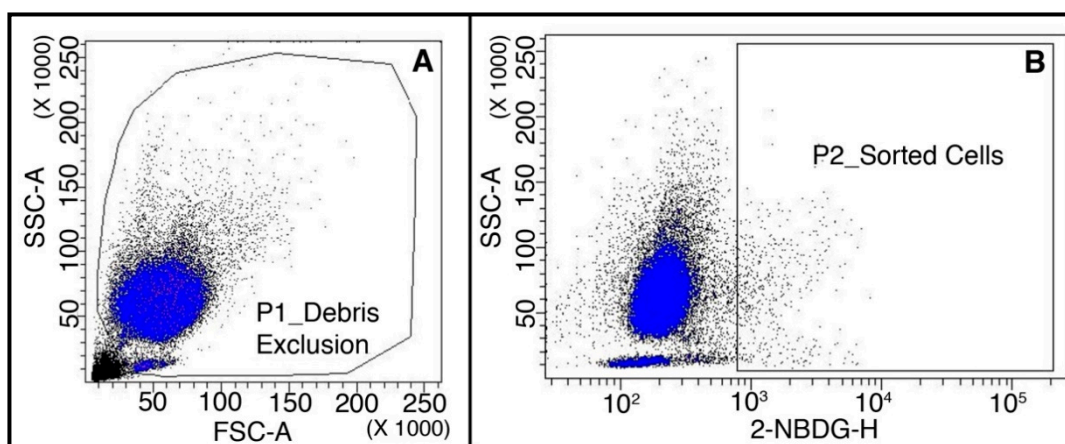 A
250
200
150
100
50
(X 1000)
SSC-A
P1_Debris
Exclusion
50 100 150 200 250
FSC-A (X 1000)
B
250
200
150
100
50
(X 1000)
SSC-A
P2_Sorted Cells
10² 10³ 10⁴ 10⁵
2-NBDG-H